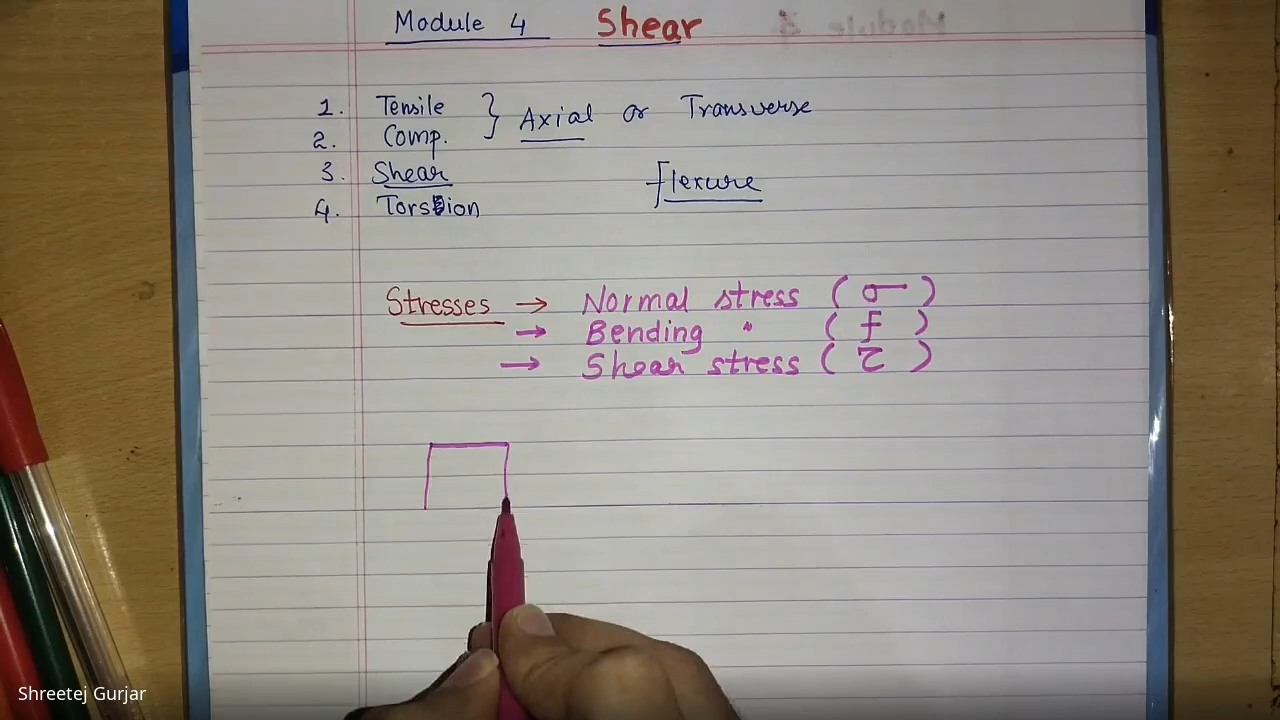 Module 4 Shear
1. Tensile } Axial or Transverse
2. Comp.
3. Shear flexure
4. Torsion
Stresses → Normal stress (σ)
→ Bending " (f)
→ Shear stress (τ)
Shreetej Gurjar